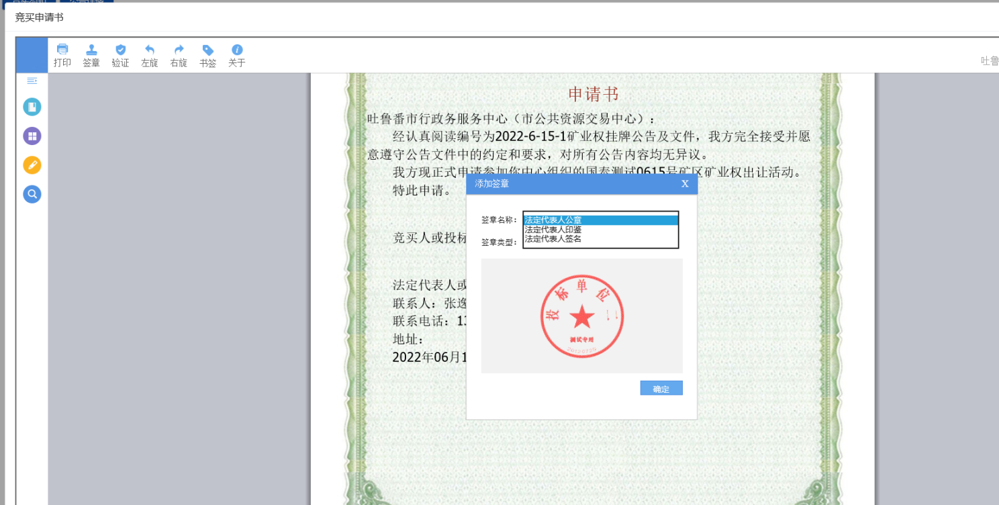 竞买申请书
打印 签章 验证 左旋 右旋 书签 关于
吐鲁
申请书
吐鲁番市行政务服务中心（市公共资源交易中心）：
经认真阅读编号为2022-6-15-1矿业权挂牌公告及文件，我方完全接受并愿
意遵守公告文件中的约定和要求，对所有公告内容均无异议。
我方现正式申请参加你中心组织的国泰测试0615号矿区矿业权出让活动。
特此申请。
添加签章 X
签章名称：
法定代表人公章
法定代表人印鉴
法定代表人签名
签章类型：
竞买人或投标
投标单位二
测试专用
确定
法定代表人或
联系人：张逸
联系电话：13
地址：
2022年06月1